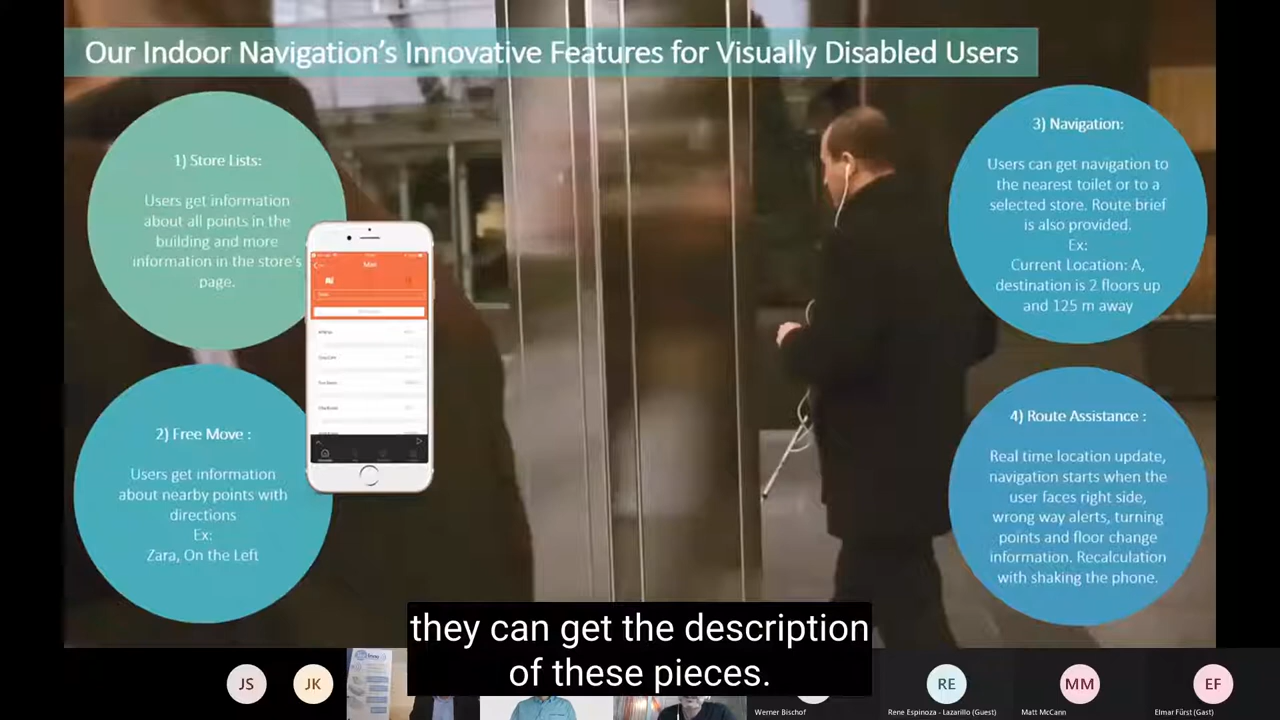 Our Indoor Navigation's Innovative Features for Visually Disabled Users
1) Store Lists:
Users get information
about all points in the
building and more
information in the store's
page.
2) Free Move :
Users get information
about nearby points with
directions
Ex:
Zara, On the Left
3) Navigation:
Users can get navigation to
the nearest toilet or to a
selected store. Route brief
is also provided.
Ex:
Current Location: A,
destination is 2 floors up
and 125 m away
4) Route Assistance :
Real time location update,
navigation starts when the
user faces right side,
wrong way alerts, turning
points and floor change
information. Recalculation
with shaking the phone.
they can get the description
of these pieces.
JS
JK
RE
MM
EF
Werner Bischof
Rene Espinoza - Lazarillo (Guest)
Matt McCann
Elmar Fürst (Gast)